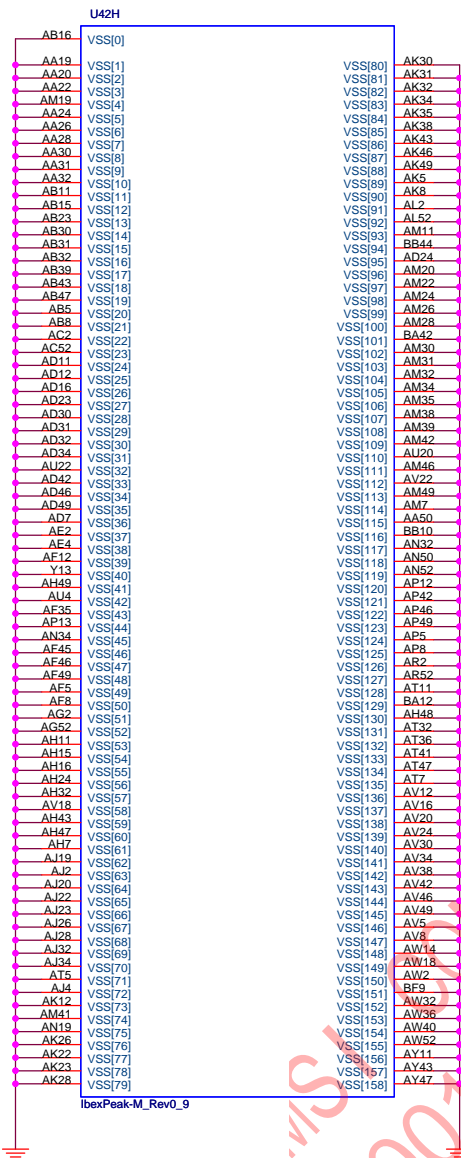 U42H
AB16 VSS[0]
AA19 VSS[1] VSS[80] AK30
AA20 VSS[2] VSS[81] AK31
AA22 VSS[3] VSS[82] AK32
AM19 VSS[4] VSS[83] AK34
AA24 VSS[5] VSS[84] AK35
AA26 VSS[6] VSS[85] AK38
AA28 VSS[7] VSS[86] AK43
AA30 VSS[8] VSS[87] AK46
AA31 VSS[9] VSS[88] AK49
AA32 VSS[10] VSS[89] AK5
AB11 VSS[11] VSS[90] AK8
AB15 VSS[12] VSS[91] AL2
AB23 VSS[13] VSS[92] AL52
AB30 VSS[14] VSS[93] AM11
AB31 VSS[15] VSS[94] BB44
AB32 VSS[16] VSS[95] AD24
AB39 VSS[17] VSS[96] AM20
AB43 VSS[18] VSS[97] AM22
AB47 VSS[19] VSS[98] AM24
AB5 VSS[20] VSS[99] AM26
AB8 VSS[21] VSS[100] AM28
AC2 VSS[22] VSS[101] BA42
AC52 VSS[23] VSS[102] AM30
AD11 VSS[24] VSS[103] AM31
AD12 VSS[25] VSS[104] AM32
AD16 VSS[26] VSS[105] AM34
AD23 VSS[27] VSS[106] AM35
AD30 VSS[28] VSS[107] AM38
AD31 VSS[29] VSS[108] AM39
AD32 VSS[30] VSS[109] AM42
AD34 VSS[31] VSS[110] AU20
AU22 VSS[32] VSS[111] AM46
AD42 VSS[33] VSS[112] AV22
AD46 VSS[34] VSS[113] AM49
AD49 VSS[35] VSS[114] AM7
AD7 VSS[36] VSS[115] AA50
AE2 VSS[37] VSS[116] BB10
AE4 VSS[38] VSS[117] AN32
AF12 VSS[39] VSS[118] AN50
Y13 VSS[40] VSS[119] AN52
AH49 VSS[41] VSS[120] AP12
AU4 VSS[42] VSS[121] AP42
AF35 VSS[43] VSS[122] AP46
AP13 VSS[44] VSS[123] AP49
AN34 VSS[45] VSS[124] AP5
AF45 VSS[46] VSS[125] AP8
AF46 VSS[47] VSS[126] AR2
AF49 VSS[48] VSS[127] AR52
AF5 VSS[49] VSS[128] AT11
AF8 VSS[50] VSS[129] BA12
AG2 VSS[51] VSS[130] AH48
AG52 VSS[52] VSS[131] AT32
AH11 VSS[53] VSS[132] AT36
AH15 VSS[54] VSS[133] AT41
AH16 VSS[55] VSS[134] AT47
AH24 VSS[56] VSS[135] AT7
AH32 VSS[57] VSS[136] AV12
AV18 VSS[58] VSS[137] AV16
AH43 VSS[59] VSS[138] AV20
AH47 VSS[60] VSS[139] AV24
AH7 VSS[61] VSS[140] AV30
AJ19 VSS[62] VSS[141] AV34
AJ2 VSS[63] VSS[142] AV38
AJ20 VSS[64] VSS[143] AV42
AJ22 VSS[65] VSS[144] AV46
AJ23 VSS[66] VSS[145] AV49
AJ26 VSS[67] VSS[146] AV5
AJ28 VSS[68] VSS[147] AV8
AJ32 VSS[69] VSS[148] AW14
AJ34 VSS[70] VSS[149] AW18
AT5 VSS[71] VSS[150] AW2
AJ4 VSS[72] VSS[151] BF9
AK12 VSS[73] VSS[152] AW32
AM41 VSS[74] VSS[153] AW36
AN19 VSS[75] VSS[154] AW40
AK26 VSS[76] VSS[155] AW52
AK22 VSS[77] VSS[156] AY11
AK23 VSS[78] VSS[157] AY43
AK28 VSS[79] VSS[158] AY47
IbexPeak-M_Rev0_9
MSI